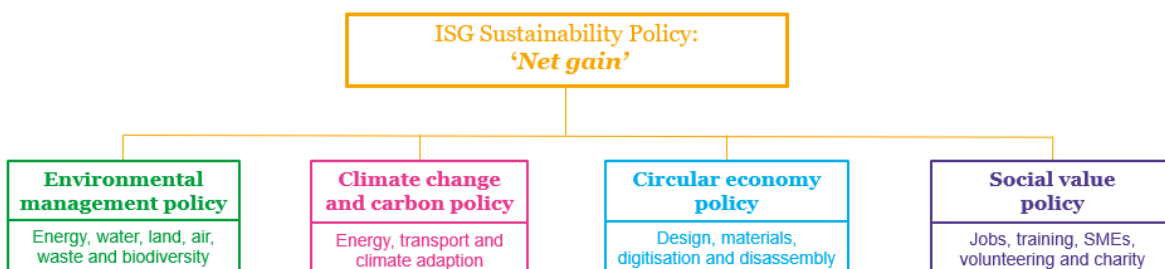 ISG Sustainability Policy:
‘Net gain’
Environmental
management policy
Energy, water, land, air,
waste and biodiversity
Climate change
and carbon policy
Energy, transport and
climate adaption
Circular economy
policy
Design, materials,
digitisation and disassembly
Social value
policy
Jobs, training, SMEs,
volunteering and charity